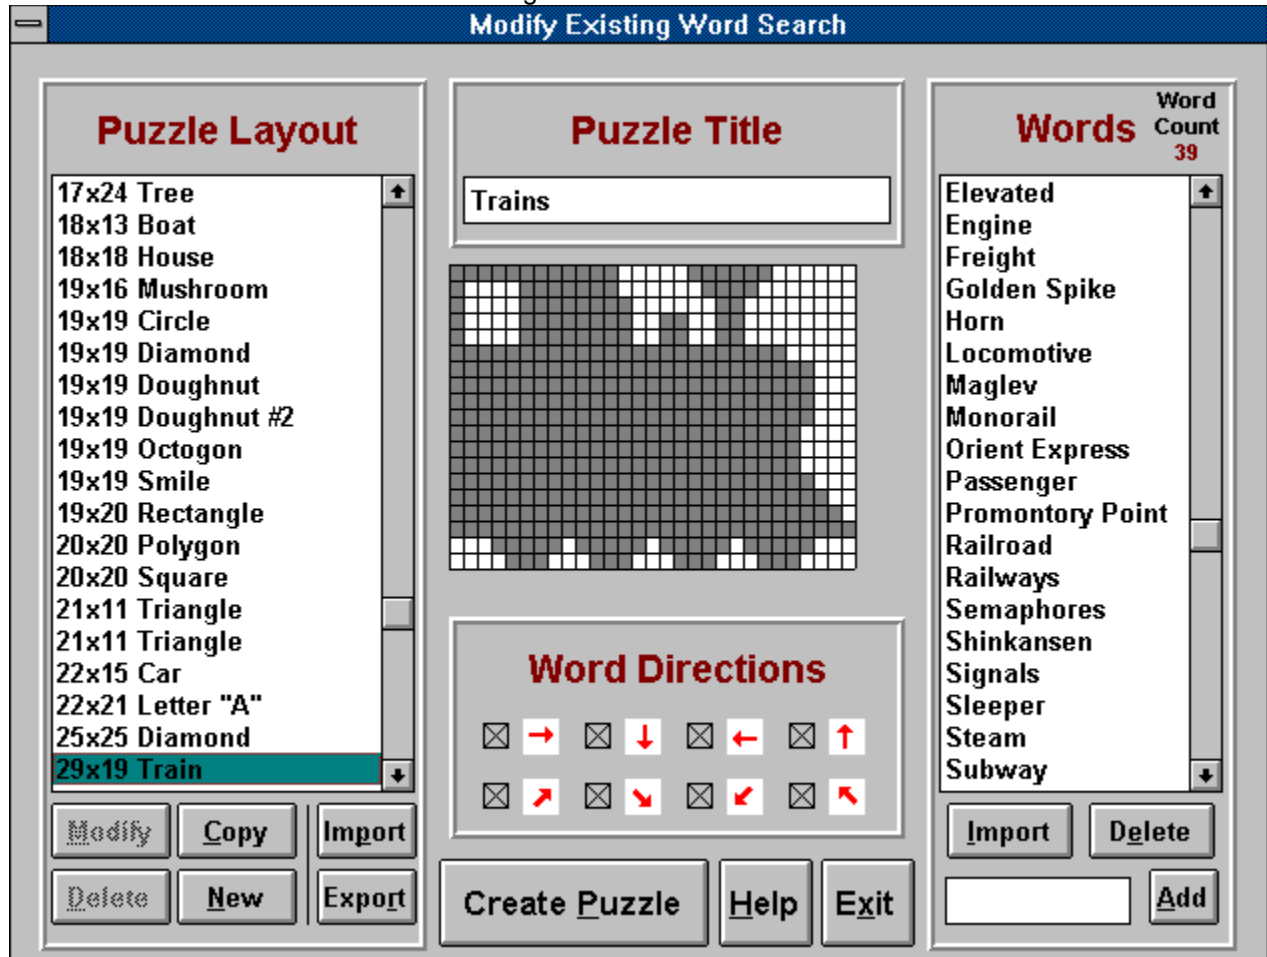 Modify Existing Word Search
Puzzle Layout
17x24 Tree
18x13 Boat
18x18 House
19x16 Mushroom
19x19 Circle
19x19 Diamond
19x19 Doughnut
19x19 Doughnut #2
19x19 Octogon
19x19 Smile
19x20 Rectangle
20x20 Polygon
20x20 Square
21x11 Triangle
21x11 Triangle
22x15 Car
22x21 Letter "A"
25x25 Diamond
29x19 Train
Modify Copy Import
Delete New Export
Puzzle Title
Trains
Word Directions
Create Puzzle Help Exit
Words
Word
Count
39
Elevated
Engine
Freight
Golden Spike
Horn
Locomotive
Maglev
Monorail
Orient Express
Passenger
Promontory Point
Railroad
Railways
Semaphores
Shinkansen
Signals
Sleeper
Steam
Subway
Import Delete
Add